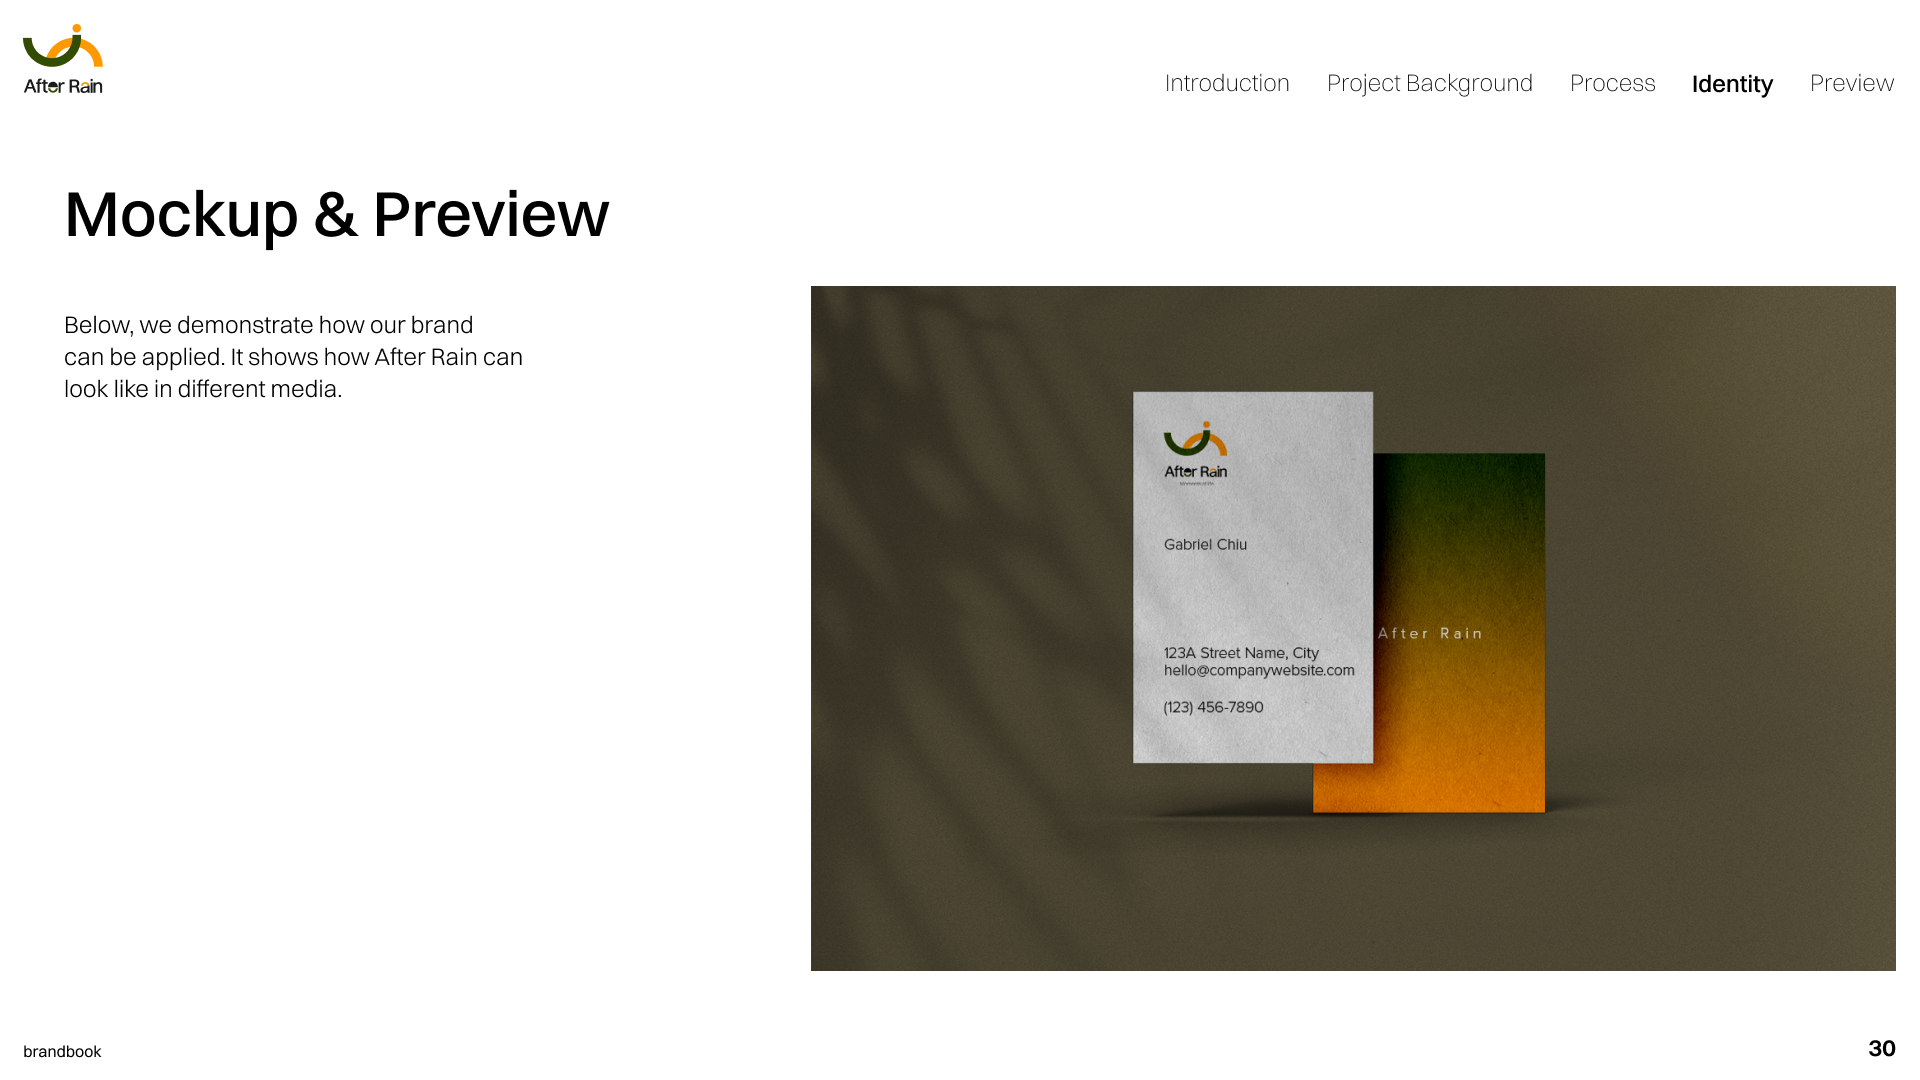 After Rain
Introduction
Project Background
Process
Identity
Preview
Mockup & Preview
Below, we demonstrate how our brand
can be applied. It shows how After Rain can
look like in different media.
After Rain
Gabriel Chiu
123A Street Name, City
hello@companywebsite.com
(123) 456-7890
After Rain
brandbook
30